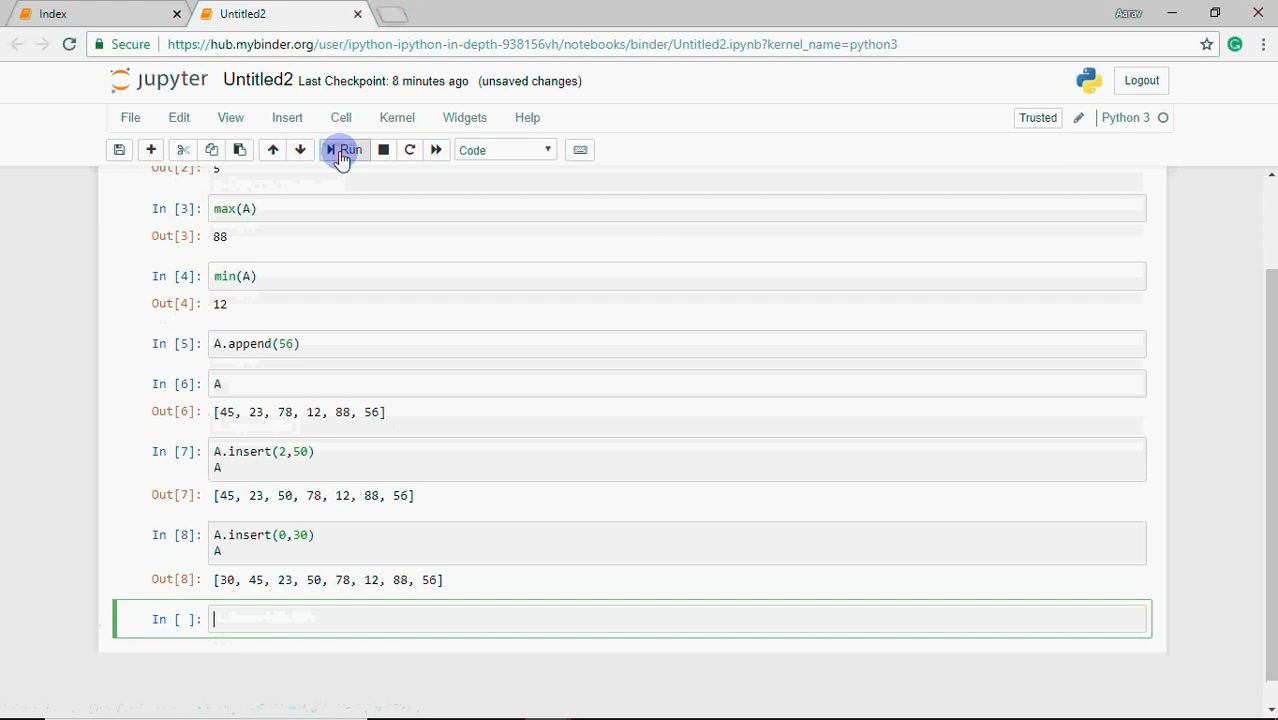 Index
Untitled2
Aarav
Secure
https://hub.mybinder.org/user/ipython-ipython-in-depth-938156vh/notebooks/binder/Untitled2.ipynb?kernel_name=python3
jupyter Untitled2 Last Checkpoint: 8 minutes ago (unsaved changes)
Logout
File Edit View Insert Cell Kernel Widgets Help
Trusted
Python 3
Run
Code
Out[2]: 5
In [3]: max(A)
Out[3]: 88
In [4]: min(A)
Out[4]: 12
In [5]: A.append(56)
In [6]: A
Out[6]: [45, 23, 78, 12, 88, 56]
In [7]: A.insert(2,50)
A
Out[7]: [45, 23, 50, 78, 12, 88, 56]
In [8]: A.insert(0,30)
A
Out[8]: [30, 45, 23, 50, 78, 12, 88, 56]
In [ ]: